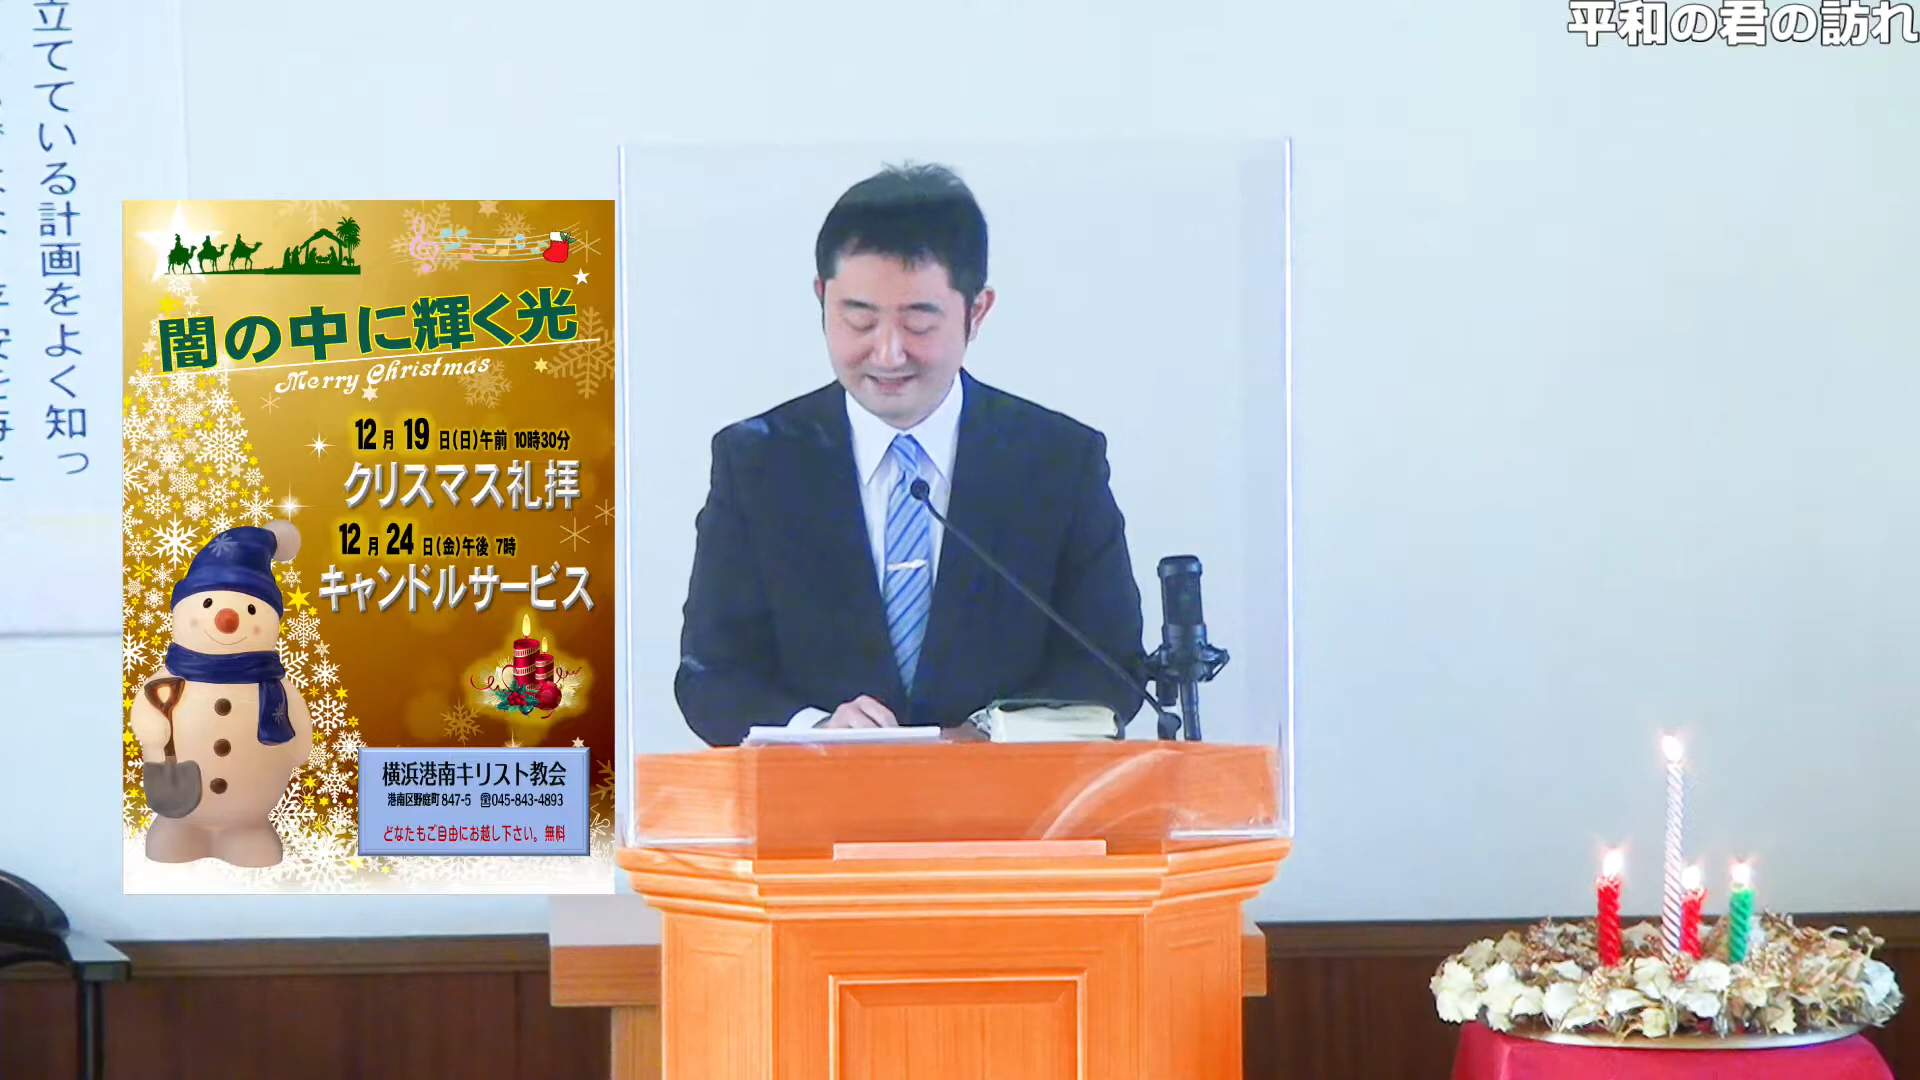 平和の君の訪れ
立てている計画をよく知っ
闇の中に輝く光
Merry Christmas
12月19日(日)午前 10時30分
クリスマス礼拝
12月24日(金)午後 7時
キャンドルサービス
横浜港南キリスト教会
港南区野庭町847-5 ☎045-843-4893
どなたもご自由にお越し下さい。無料